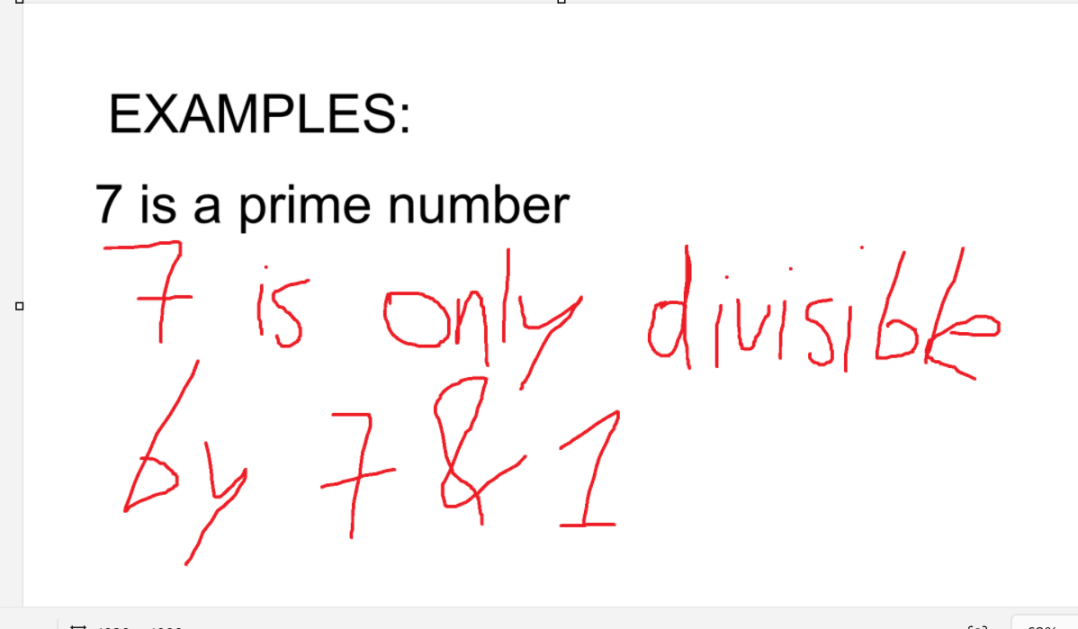 EXAMPLES:
7 is a prime number
7 is only divisible
by 7 & 1